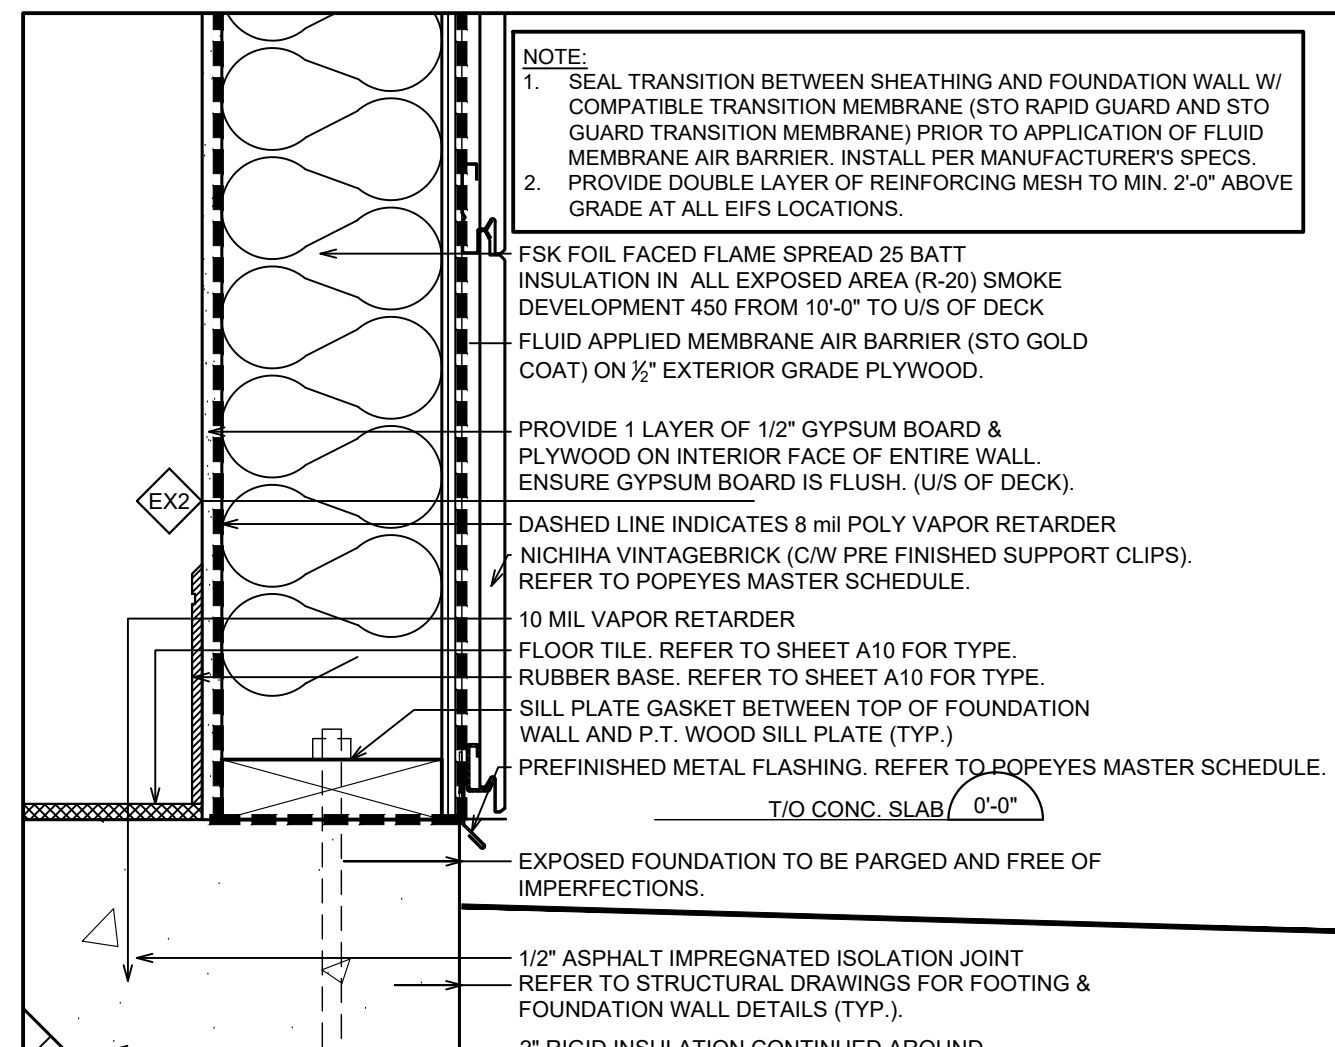 NOTE:
1. SEAL TRANSITION BETWEEN SHEATHING AND FOUNDATION WALL W/
COMPATIBLE TRANSITION MEMBRANE (STO RAPID GUARD AND STO
GUARD TRANSITION MEMBRANE) PRIOR TO APPLICATION OF FLUID
MEMBRANE AIR BARRIER. INSTALL PER MANUFACTURER'S SPECS.
2. PROVIDE DOUBLE LAYER OF REINFORCING MESH TO MIN. 2'-0" ABOVE
GRADE AT ALL EIFS LOCATIONS.
FSK FOIL FACED FLAME SPREAD 25 BATT
INSULATION IN ALL EXPOSED AREA (R-20) SMOKE
DEVELOPMENT 450 FROM 10'-0" TO U/S OF DECK
FLUID APPLIED MEMBRANE AIR BARRIER (STO GOLD
COAT) ON ½" EXTERIOR GRADE PLYWOOD.
PROVIDE 1 LAYER OF 1/2" GYPSUM BOARD &
PLYWOOD ON INTERIOR FACE OF ENTIRE WALL.
ENSURE GYPSUM BOARD IS FLUSH. (U/S OF DECK).
EX2
DASHED LINE INDICATES 8 mil POLY VAPOR RETARDER
NICHIHA VINTAGEBRICK (C/W PRE FINISHED SUPPORT CLIPS).
REFER TO POPEYES MASTER SCHEDULE.
10 MIL VAPOR RETARDER
FLOOR TILE. REFER TO SHEET A10 FOR TYPE.
RUBBER BASE. REFER TO SHEET A10 FOR TYPE.
SILL PLATE GASKET BETWEEN TOP OF FOUNDATION
WALL AND P.T. WOOD SILL PLATE (TYP.)
PREFINISHED METAL FLASHING. REFER TO POPEYES MASTER SCHEDULE.
T/O CONC. SLAB 0'-0"
EXPOSED FOUNDATION TO BE PARGED AND FREE OF
IMPERFECTIONS.
1/2" ASPHALT IMPREGNATED ISOLATION JOINT
REFER TO STRUCTURAL DRAWINGS FOR FOOTING &
FOUNDATION WALL DETAILS (TYP.).
2" RIGID INSULATION CONTINUED AROUND